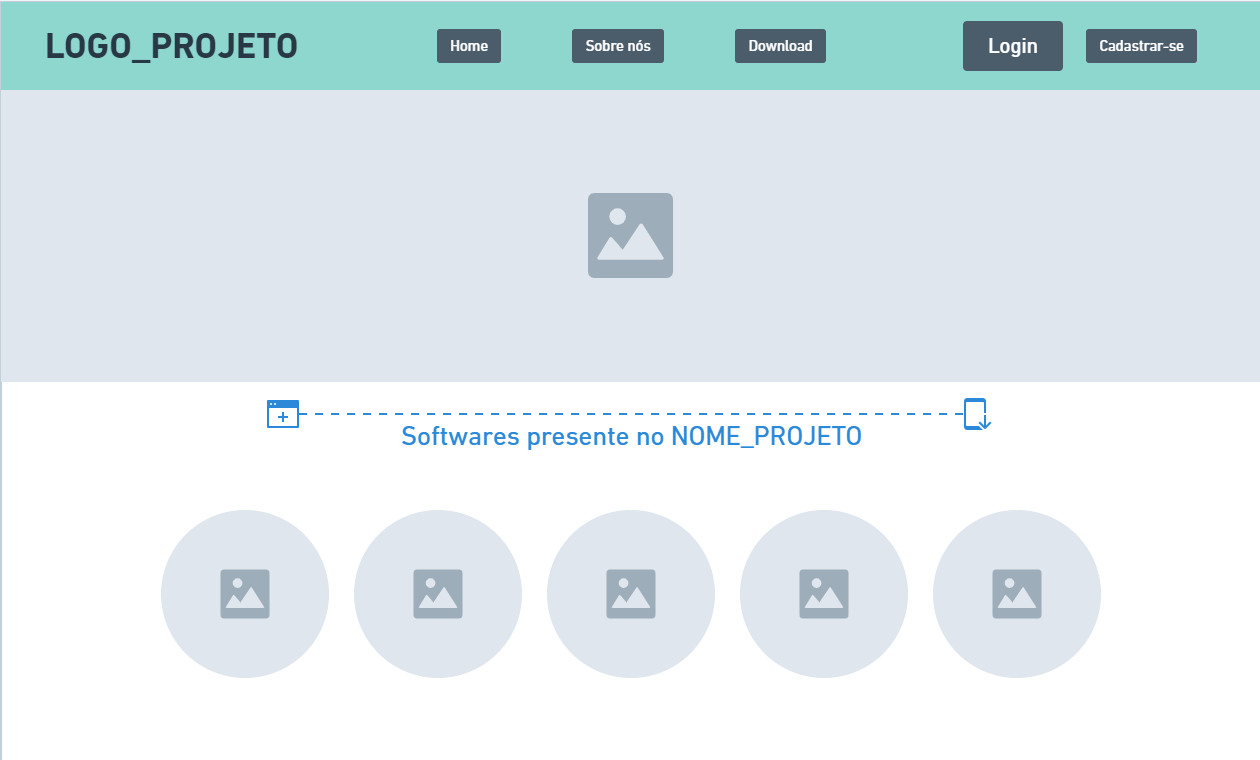 LOGO_PROJETO
Home
Sobre nós
Download
Login
Cadastrar-se
Softwares presente no NOME_PROJETO